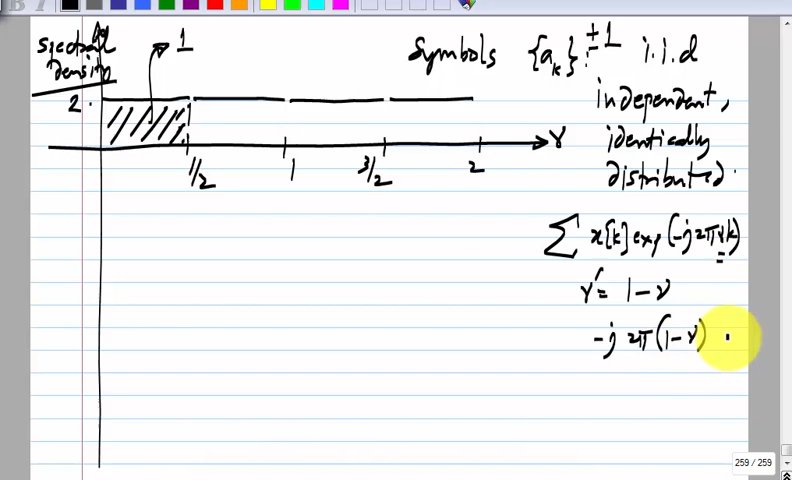 spectral density
2
1
1/2
1
3/2
2
ν
Symbols {a_k} ±1 i.i.d
independent,
identically
distributed.
∑ x[k] exp(-j2πνk)
ν' = 1-ν
-j 2π(1-ν)
259 / 259